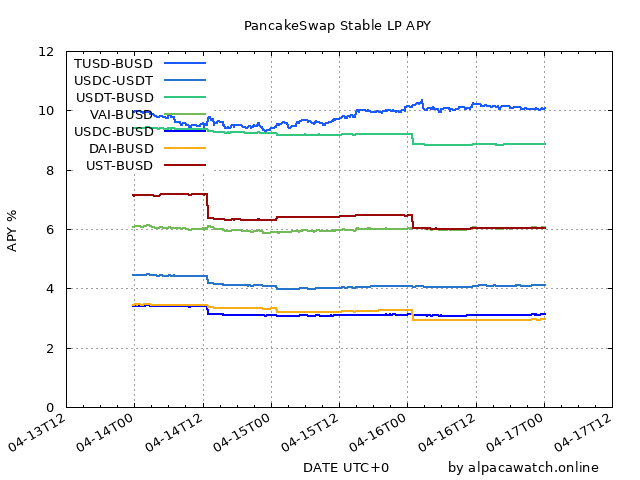 PancakeSwap Stable LP APY
12
10
8
6
4
2
0
APY %
TUSD-BUSD
USDC-USDT
USDT-BUSD
VAI-BUSD
USDC-BUSD
DAI-BUSD
UST-BUSD
04-13T12
04-14T00
04-14T12
04-15T00
04-15T12
04-16T00
04-16T12
04-17T00
04-17T12
DATE UTC+0
by alpacawatch.online